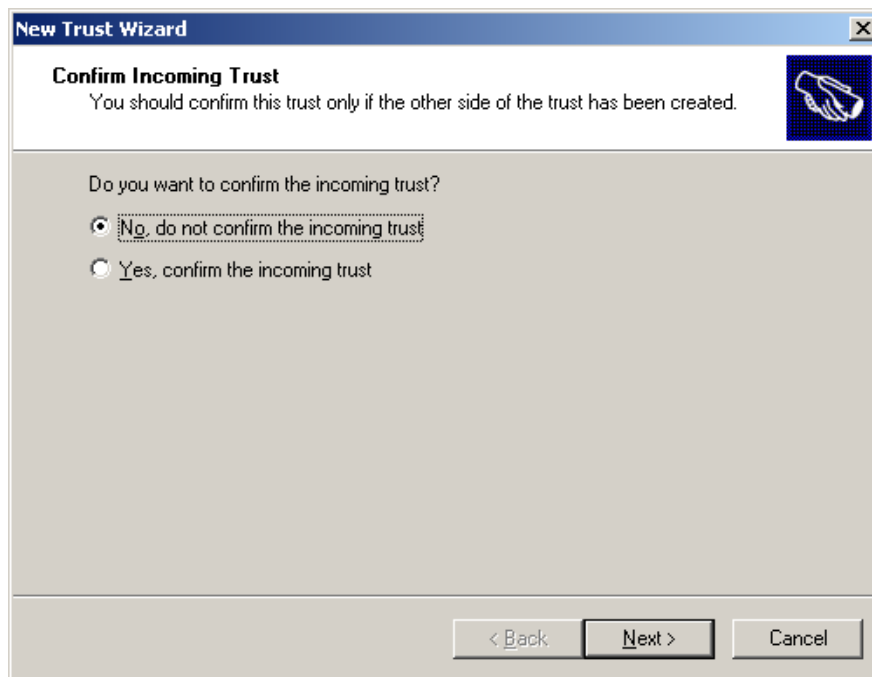 New Trust Wizard
Confirm Incoming Trust
You should confirm this trust only if the other side of the trust has been created.
Do you want to confirm the incoming trust?
No, do not confirm the incoming trust
Yes, confirm the incoming trust
< Back Next > Cancel